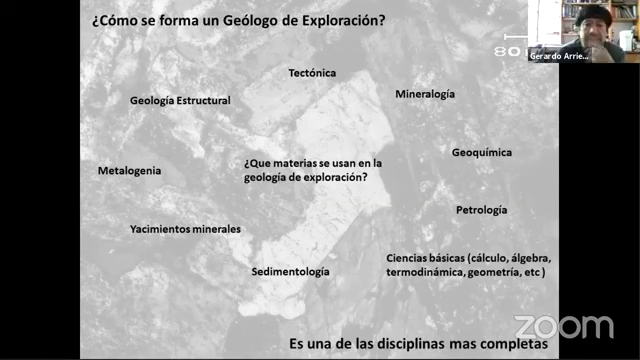 ¿Cómo se forma un Geólogo de Exploración?
80
Gerardo Arrie...
Tectónica
Mineralogía
Geología Estructural
Geoquímica
¿Que materias se usan en la
geología de exploración?
Metalogenia
Petrología
Yacimientos minerales
Ciencias básicas (cálculo, álgebra,
termodinámica, geometría, etc )
Sedimentología
zoom
Es una de las disciplinas mas completas